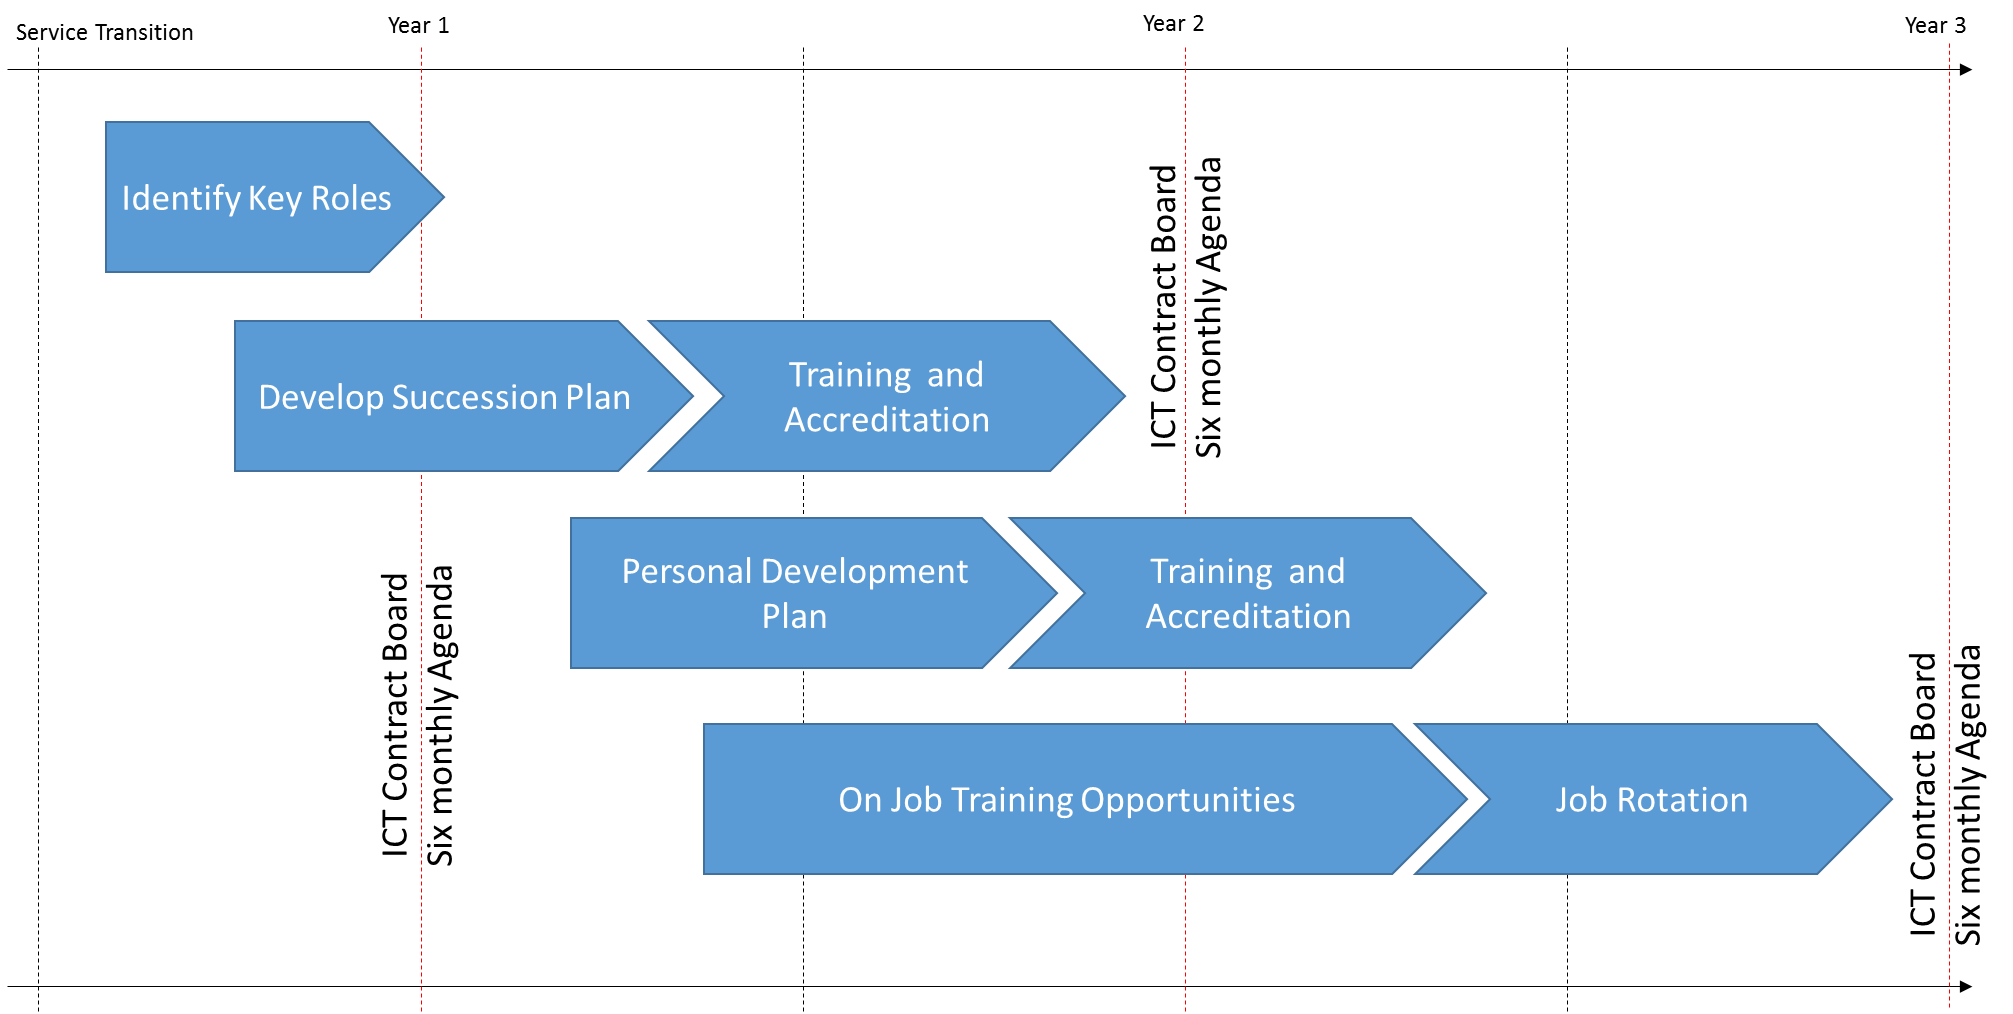 Service Transition
Year 1
Year 2
Year 3
Identify Key Roles
Develop Succession Plan
Training and
Accreditation
ICT Contract Board
Six monthly Agenda
Personal Development
Plan
Training and
Accreditation
ICT Contract Board
Six monthly Agenda
On Job Training Opportunities
Job Rotation
ICT Contract Board
Six monthly Agenda